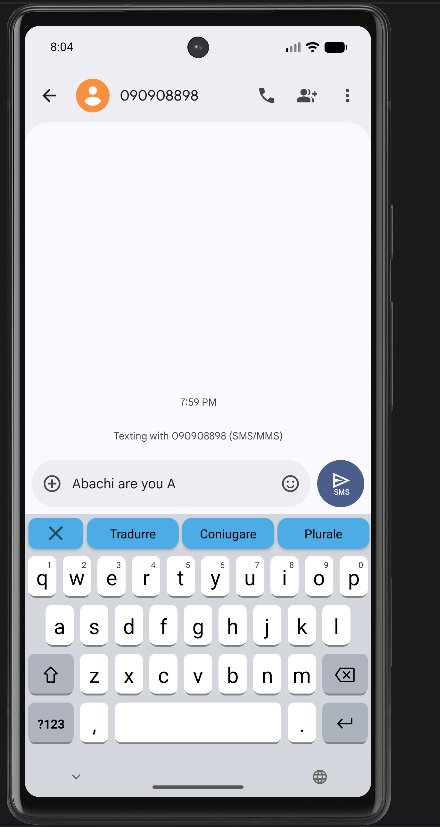 8:04
090908898
7:59 PM
Texting with 090908898 (SMS/MMS)
Abachi are you A
SMS
Tradurre Coniugare Plurale
1 2 3 4 5 6 7 8 9 0
q w e r t y u i o p
a s d f g h j k l
z x c v b n m
?123 , .